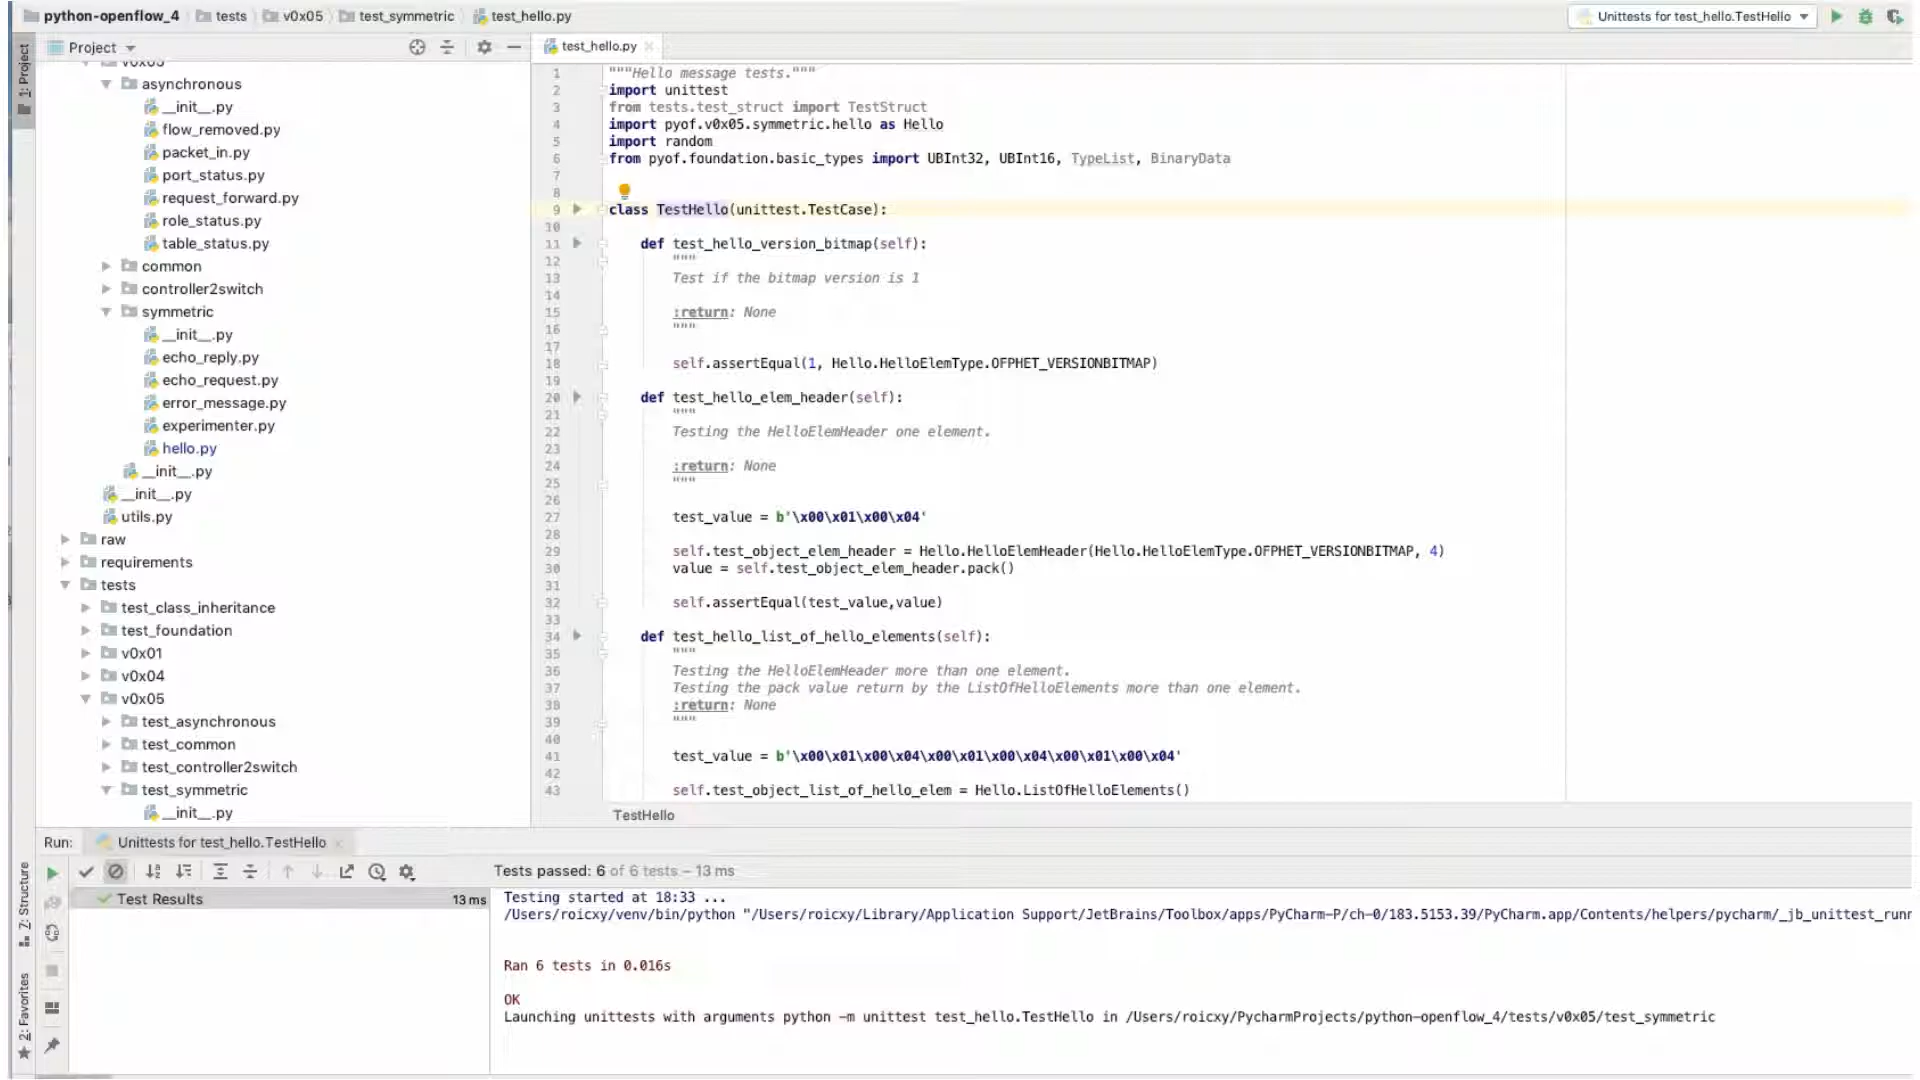 python-openflow_4 tests v0x05 test_symmetric test_hello.py
Unittests for test_hello.TestHello
1: Project
Project
test_hello.py
v0x05
asynchronous
__init__.py
flow_removed.py
packet_in.py
port_status.py
request_forward.py
role_status.py
table_status.py
common
controller2switch
symmetric
__init__.py
echo_reply.py
echo_request.py
error_message.py
experimenter.py
hello.py
__init__.py
__init__.py
utils.py
raw
requirements
tests
test_class_inheritance
test_foundation
v0x01
v0x04
v0x05
test_asynchronous
test_common
test_controller2switch
test_symmetric
__init__.py
1 """Hello message tests."""
2 import unittest
3 from tests.test_struct import TestStruct
4 import pyof.v0x05.symmetric.hello as Hello
5 import random
6 from pyof.foundation.basic_types import UBInt32, UBInt16, TypeList, BinaryData
7
8
9 class TestHello(unittest.TestCase):
10
11 def test_hello_version_bitmap(self):
12 """
13 Test if the bitmap version is 1
14
15 :return: None
16 """
17
18 self.assertEqual(1, Hello.HelloElemType.OFPHET_VERSIONBITMAP)
19
20 def test_hello_elem_header(self):
21 """
22 Testing the HelloElemHeader one element.
23
24 :return: None
25 """
26
27 test_value = b'\x00\x01\x00\x04'
28
29 self.test_object_elem_header = Hello.HelloElemHeader(Hello.HelloElemType.OFPHET_VERSIONBITMAP, 4)
30 value = self.test_object_elem_header.pack()
31
32 self.assertEqual(test_value,value)
33
34 def test_hello_list_of_hello_elements(self):
35 """
36 Testing the HelloElemHeader more than one element.
37 Testing the pack value return by the ListOfHelloElements more than one element.
38 :return: None
39 """
40
41 test_value = b'\x00\x01\x00\x04\x00\x01\x00\x04\x00\x01\x00\x04'
42
43 self.test_object_list_of_hello_elem = Hello.ListOfHelloElements()
TestHello
Run: Unittests for test_hello.TestHello
Tests passed: 6 of 6 tests – 13 ms
Test Results 13 ms
Testing started at 18:33 ...
/Users/roicxy/venv/bin/python "/Users/roicxy/Library/Application Support/JetBrains/Toolbox/apps/PyCharm-P/ch-0/183.5153.39/PyCharm.app/Contents/helpers/pycharm/_jb_unittest_runn
Ran 6 tests in 0.016s
OK
Launching unittests with arguments python -m unittest test_hello.TestHello in /Users/roicxy/PycharmProjects/python-openflow_4/tests/v0x05/test_symmetric
Z: Structure
2: Favorites